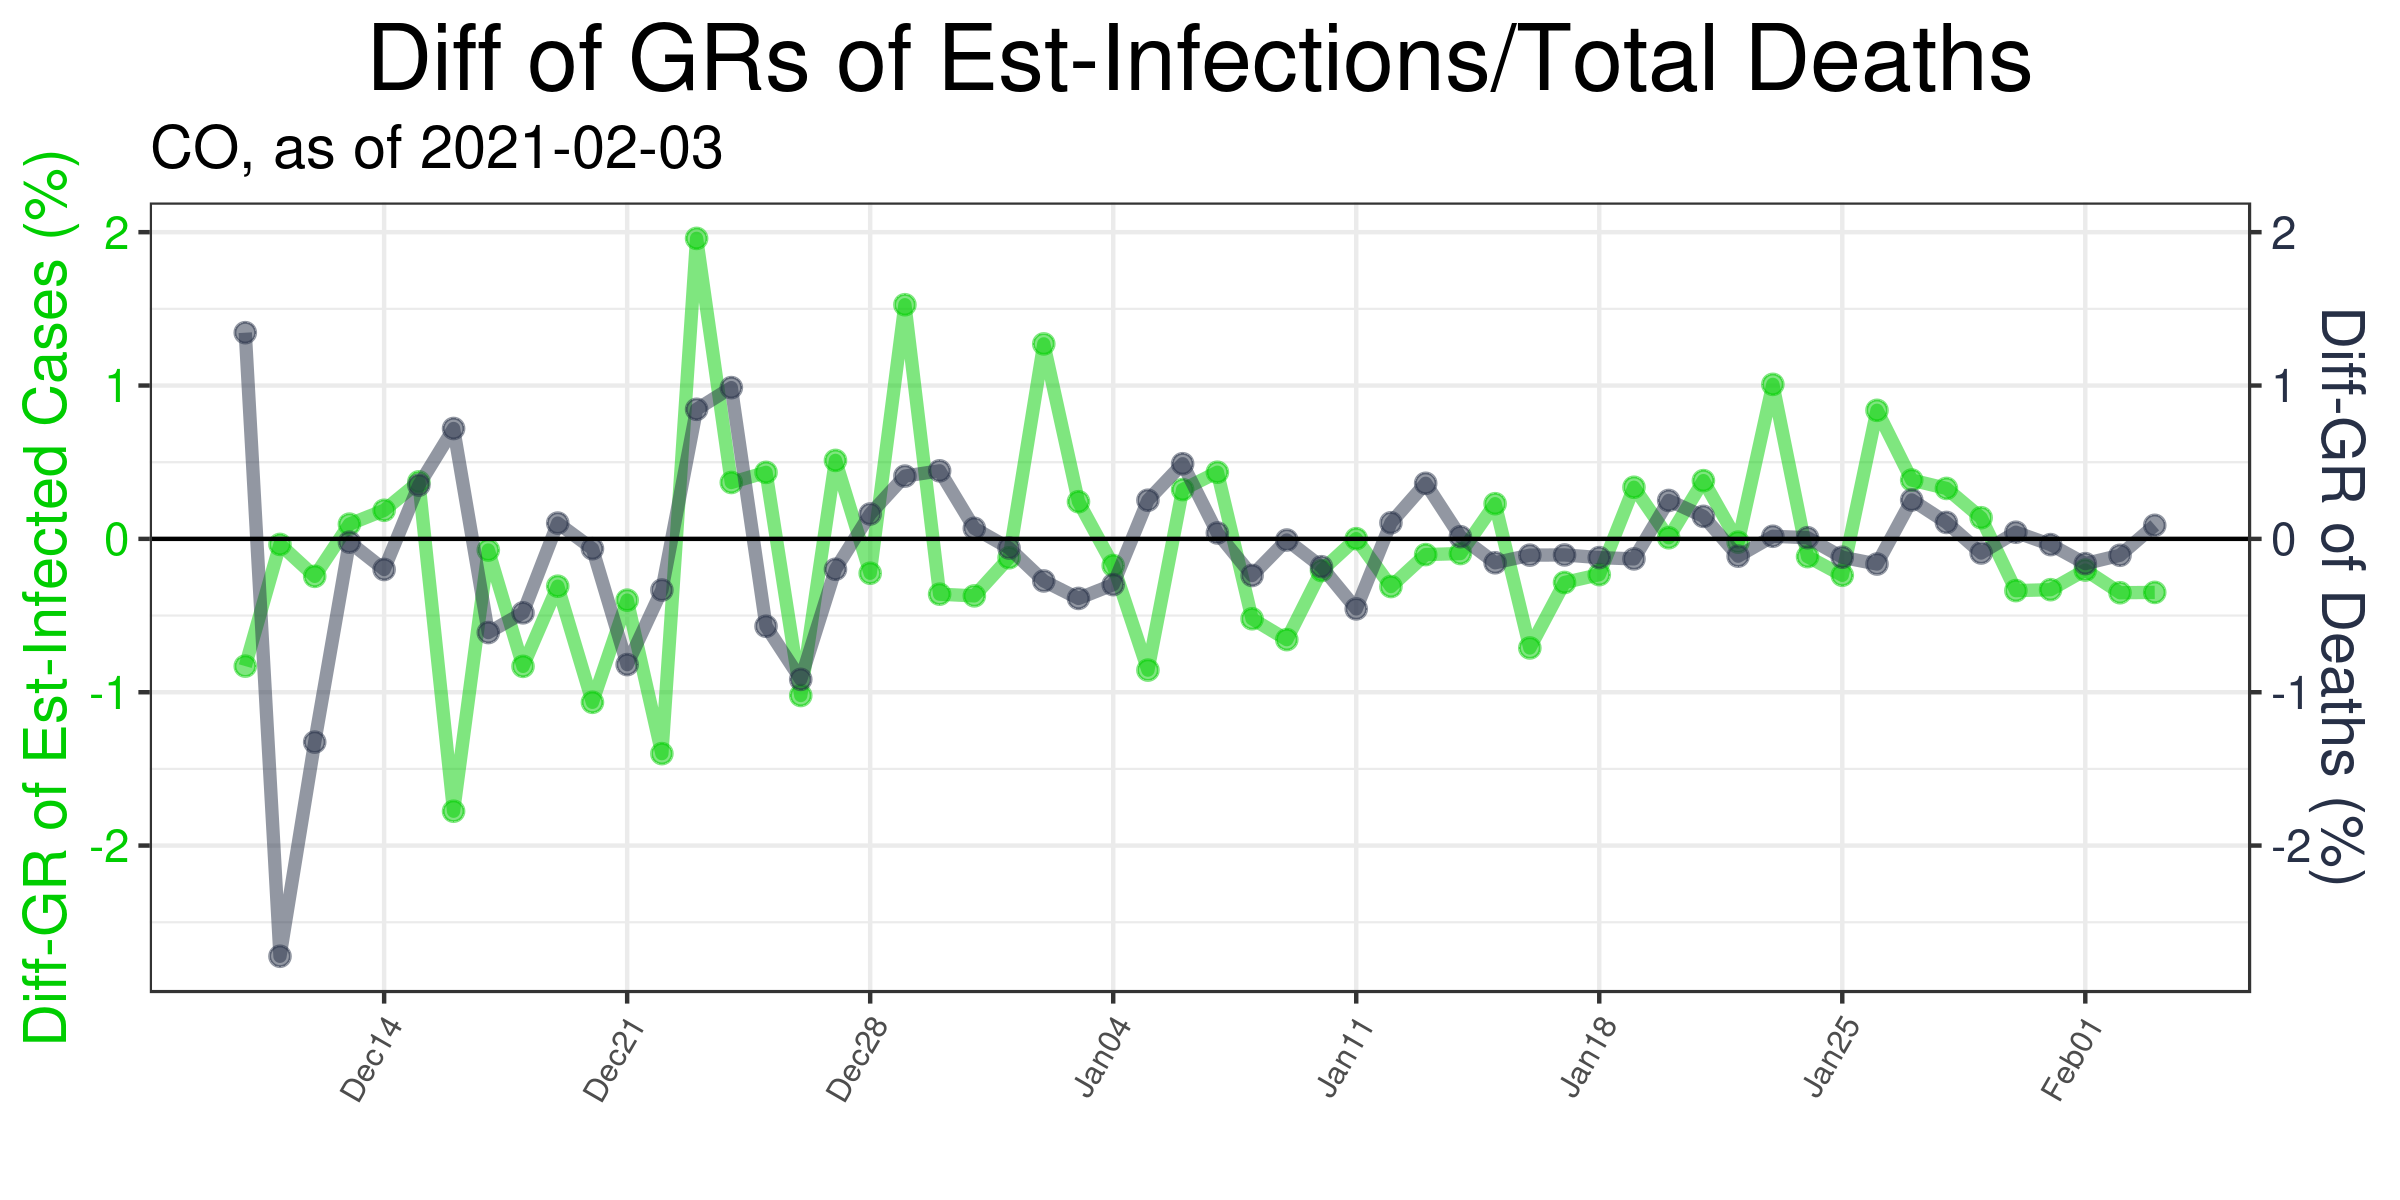 Diff of GRs of Est-Infections/Total Deaths
CO, as of 2021-02-03
Diff-GR of Est-Infected Cases (%)
2
1
0
-1
-2
2
1
0
-1
-2
Diff-GR of Deaths (%)
Dec14
Dec21
Dec28
Jan04
Jan11
Jan18
Jan25
Feb01